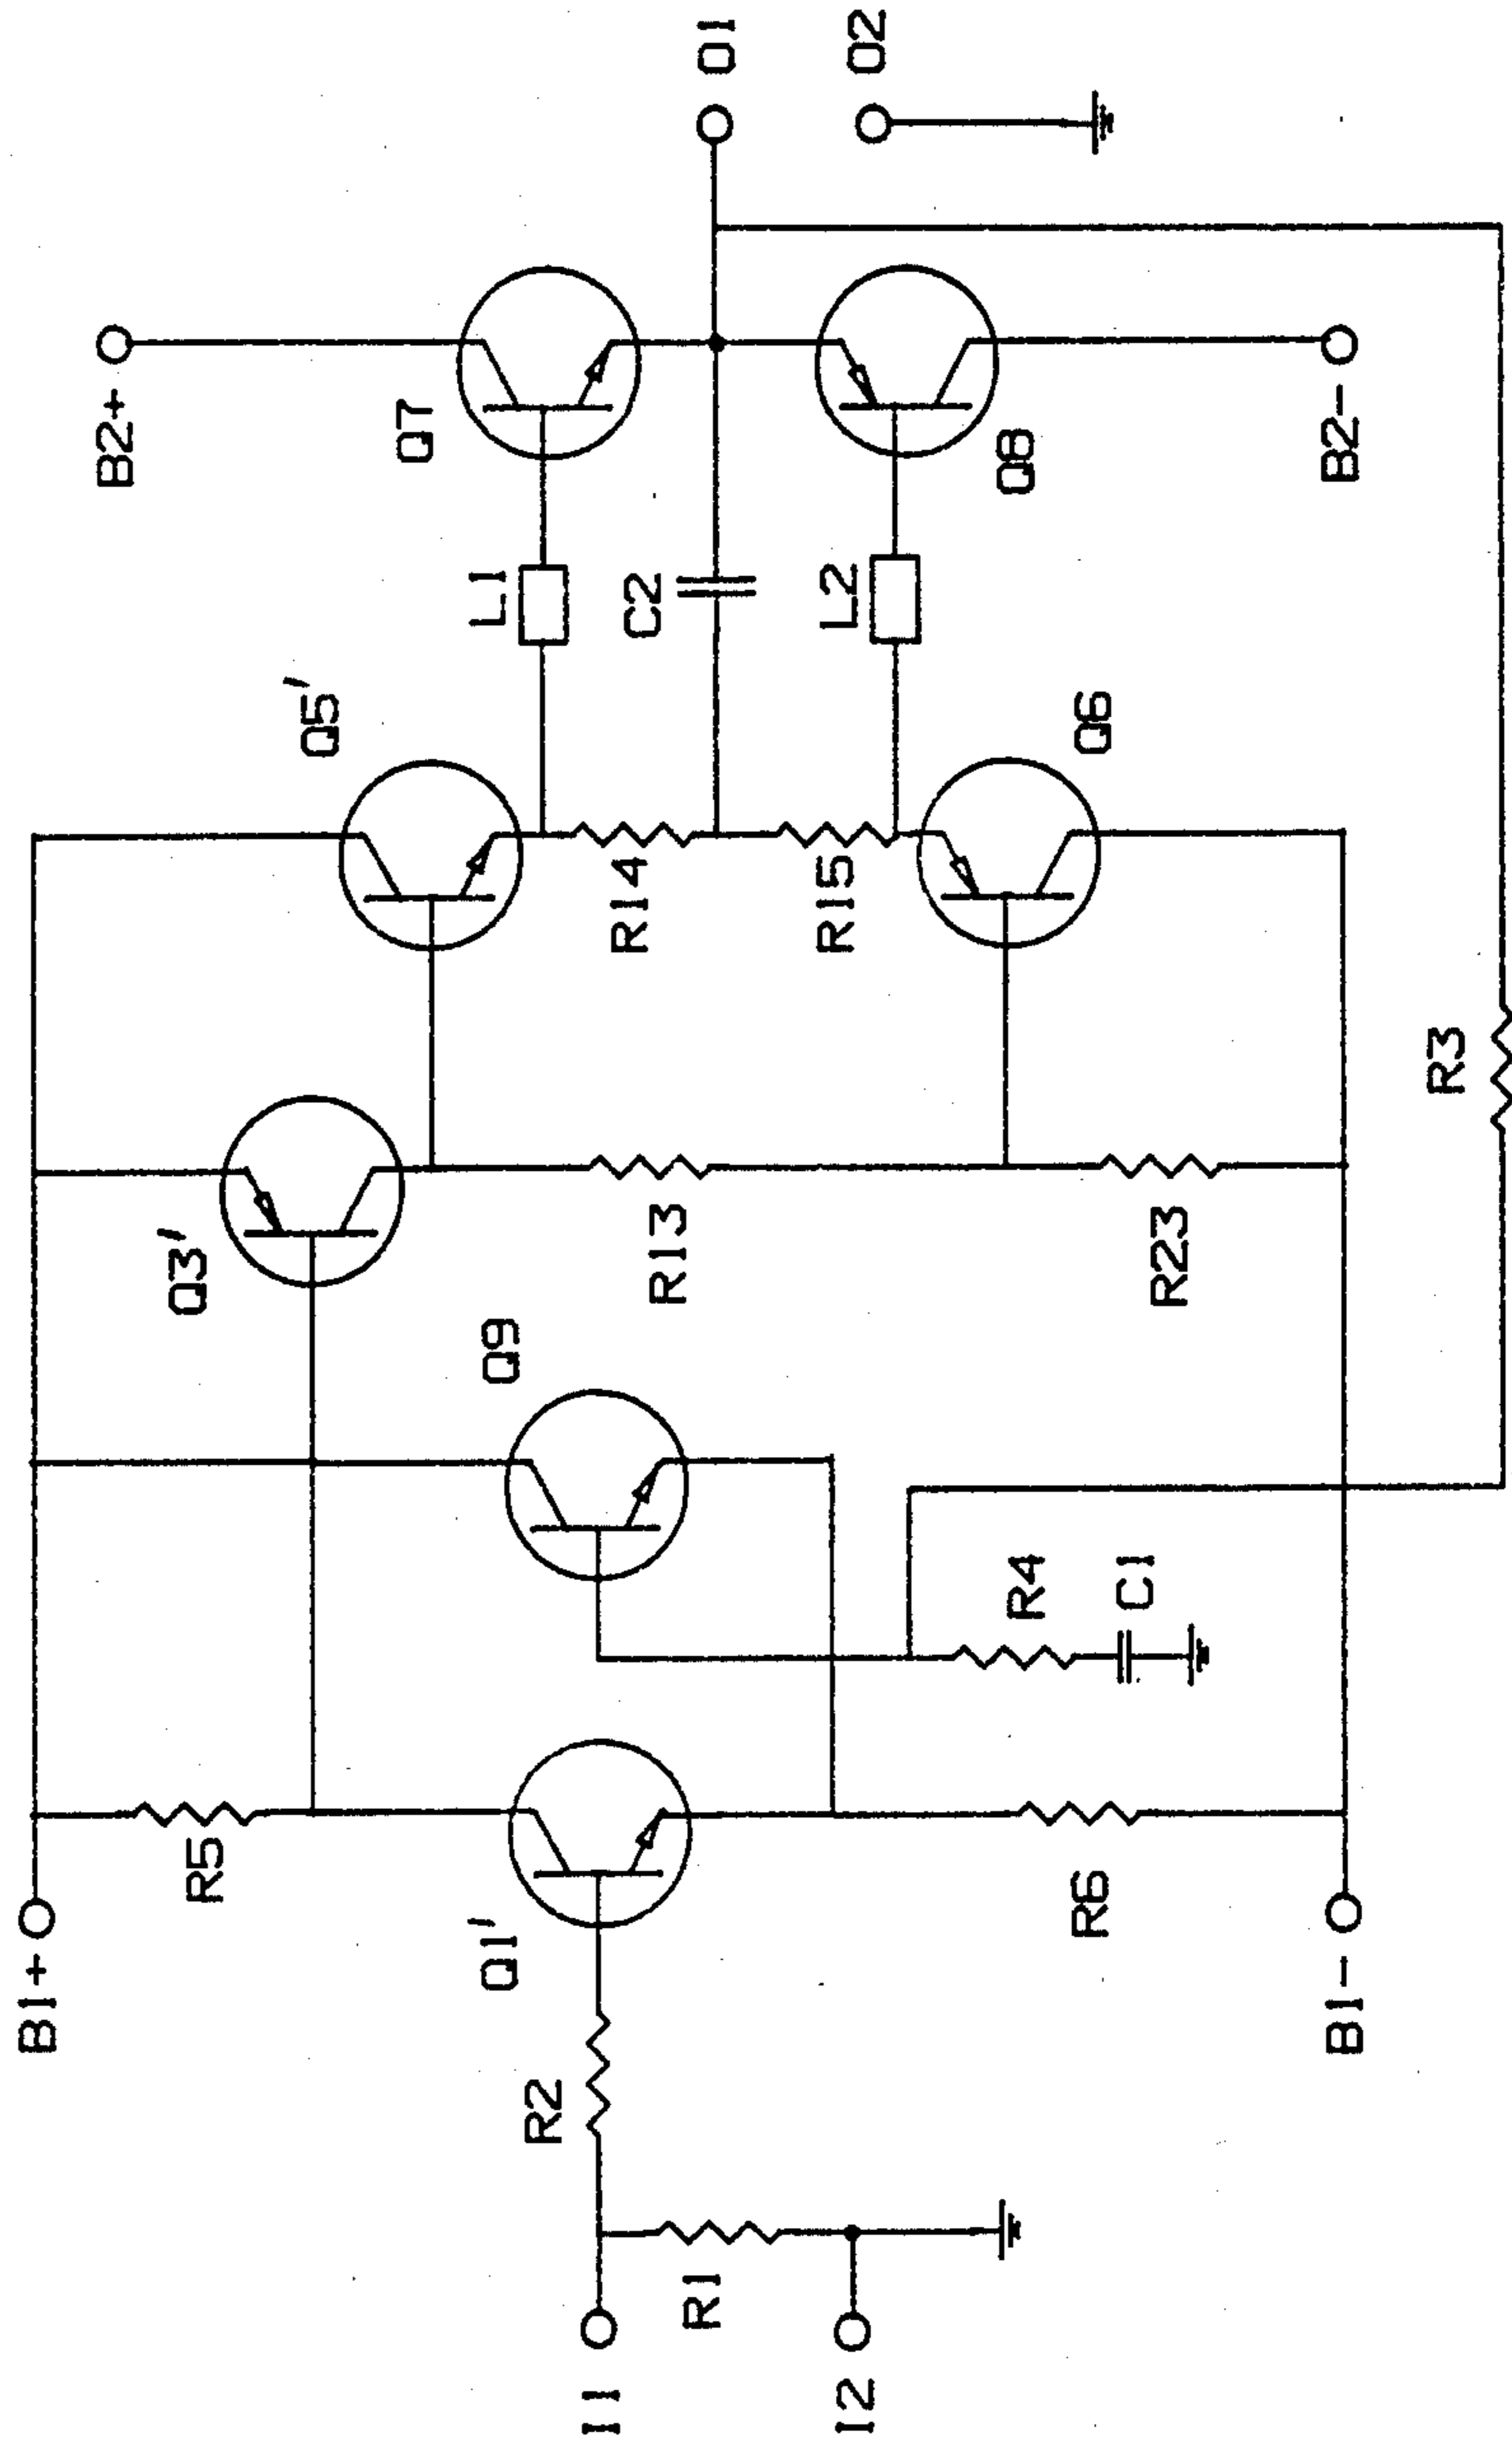 B1+
B2+
R5
Q3'
Q5'
Q7
Q1'
Q9
L1
R2
R14
C2
O1
I1
R13
R1
R15
L2
O2
I2
Q8
R4
Q6
C1
R6
R23
B1-
B2-
R3